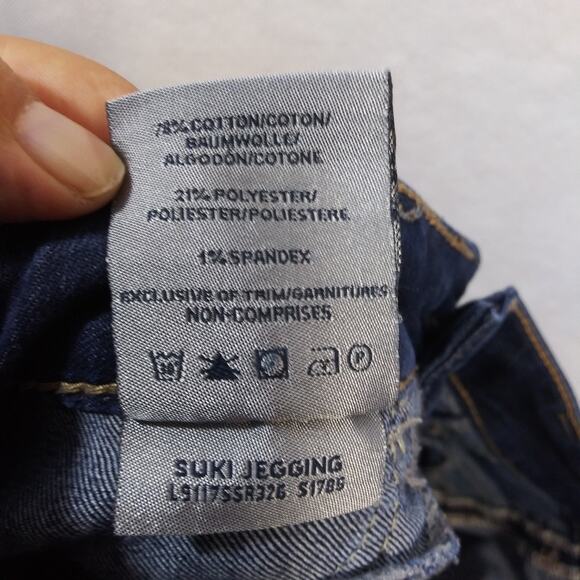 78% COTTON/COTON/
BAUMWOLLE/
ALGODÓN/COTONE
21% POLYESTER/
POLIESTER/POLIESTERE
1% SPANDEX
EXCLUSIVE OF TRIM/GARNITURES
NON-COMPRISES
P
SUKI JEGGING
L9117SSR326 S1786